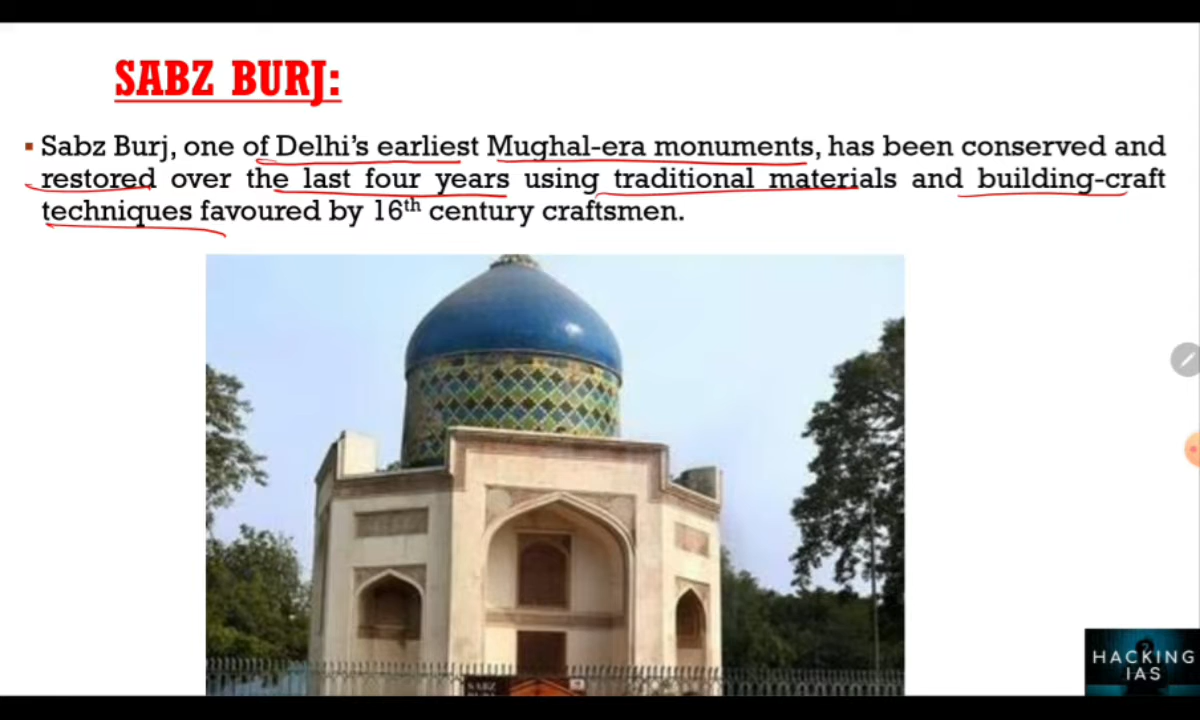 SABZ BURJ:
▪ Sabz Burj, one of Delhi's earliest Mughal-era monuments, has been conserved and
restored over the last four years using traditional materials and building-craft
techniques favoured by 16th century craftsmen.
SABZ
HACKING
IAS